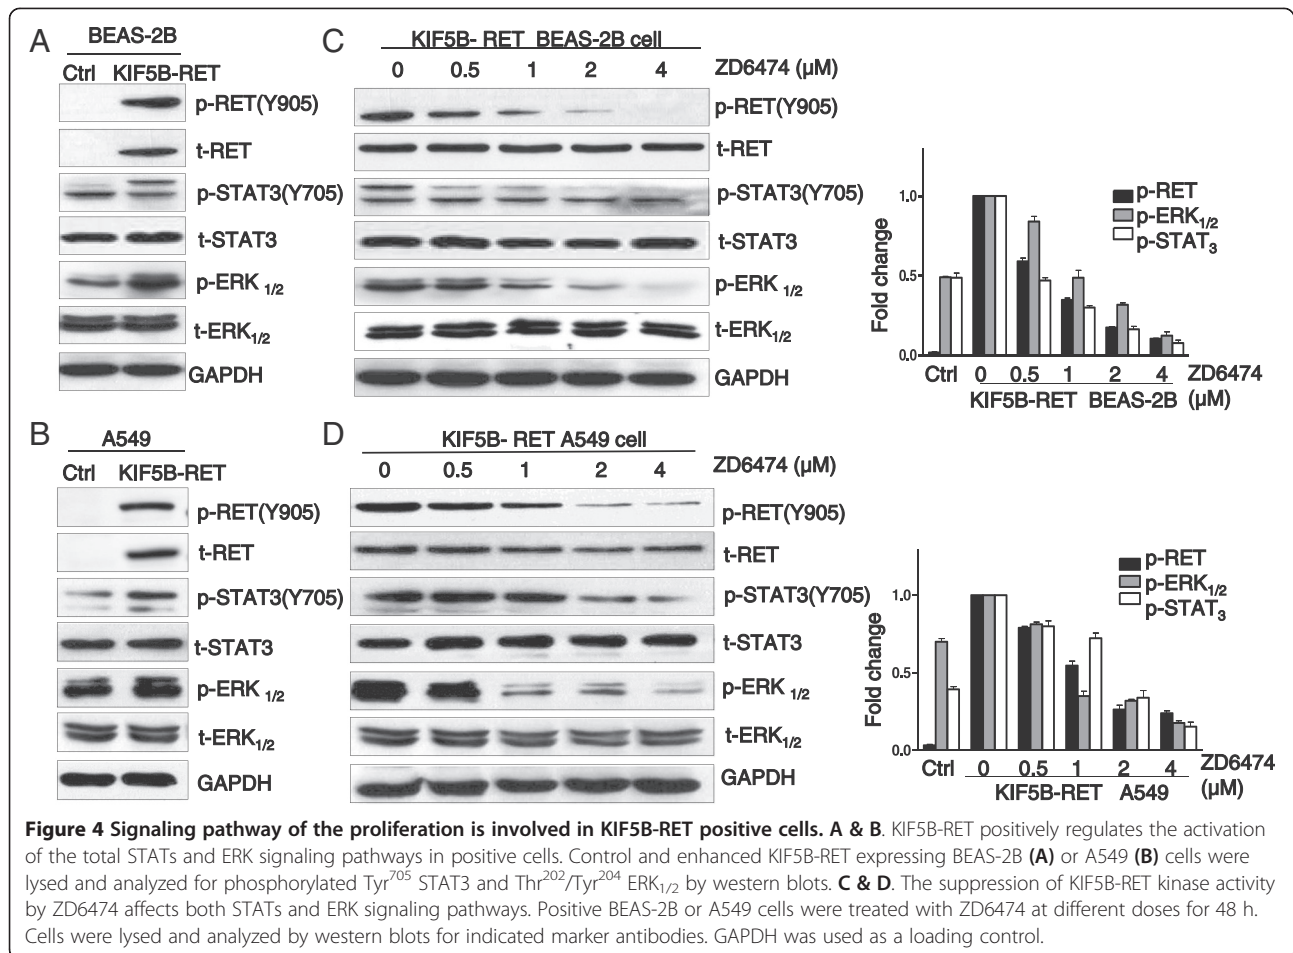 A
BEAS-2B
Ctrl KIF5B-RET
p-RET(Y905)
t-RET
p-STAT3(Y705)
t-STAT3
p-ERK 1/2
t-ERK1/2
GAPDH
C
KIF5B- RET BEAS-2B cell
0 0.5 1 2 4 ZD6474 (µM)
p-RET(Y905)
t-RET
p-STAT3(Y705)
t-STAT3
p-ERK 1/2
t-ERK1/2
GAPDH
Fold change
1.0
0.5
0.0
p-RET
p-ERK1/2
p-STAT3
Ctrl 0 0.5 1 2 4 ZD6474
KIF5B-RET BEAS-2B (µM)
B
A549
Ctrl KIF5B-RET
p-RET(Y905)
t-RET
p-STAT3(Y705)
t-STAT3
p-ERK 1/2
t-ERK1/2
GAPDH
D
KIF5B- RET A549 cell
0 0.5 1 2 4 ZD6474 (µM)
p-RET(Y905)
t-RET
p-STAT3(Y705)
t-STAT3
p-ERK 1/2
t-ERK1/2
GAPDH
Fold change
1.0
0.5
0.0
p-RET
p-ERK1/2
p-STAT3
Ctrl 0 0.5 1 2 4 ZD6474
KIF5B-RET A549 (µM)
Figure 4 Signaling pathway of the proliferation is involved in KIF5B-RET positive cells. A & B. KIF5B-RET positively regulates the activation
of the total STATs and ERK signaling pathways in positive cells. Control and enhanced KIF5B-RET expressing BEAS-2B (A) or A549 (B) cells were
lysed and analyzed for phosphorylated Tyr705 STAT3 and Thr202/Tyr204 ERK1/2 by western blots. C & D. The suppression of KIF5B-RET kinase activity
by ZD6474 affects both STATs and ERK signaling pathways. Positive BEAS-2B or A549 cells were treated with ZD6474 at different doses for 48 h.
Cells were lysed and analyzed by western blots for indicated marker antibodies. GAPDH was used as a loading control.